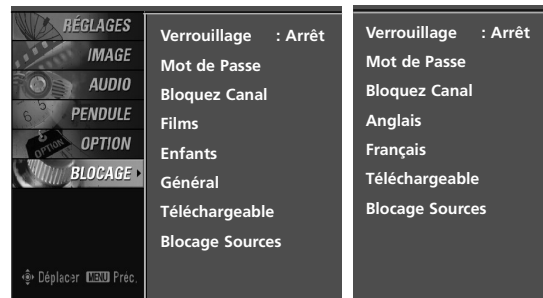 RÉGLAGES
IMAGE
AUDIO
PENDULE
OPTION
BLOCAGE
Déplacer MENU Préc.
Verrouillage : Arrêt
Mot de Passe
Bloquez Canal
Films
Enfants
Général
Téléchargeable
Blocage Sources
Verrouillage : Arrêt
Mot de Passe
Bloquez Canal
Anglais
Français
Téléchargeable
Blocage Sources